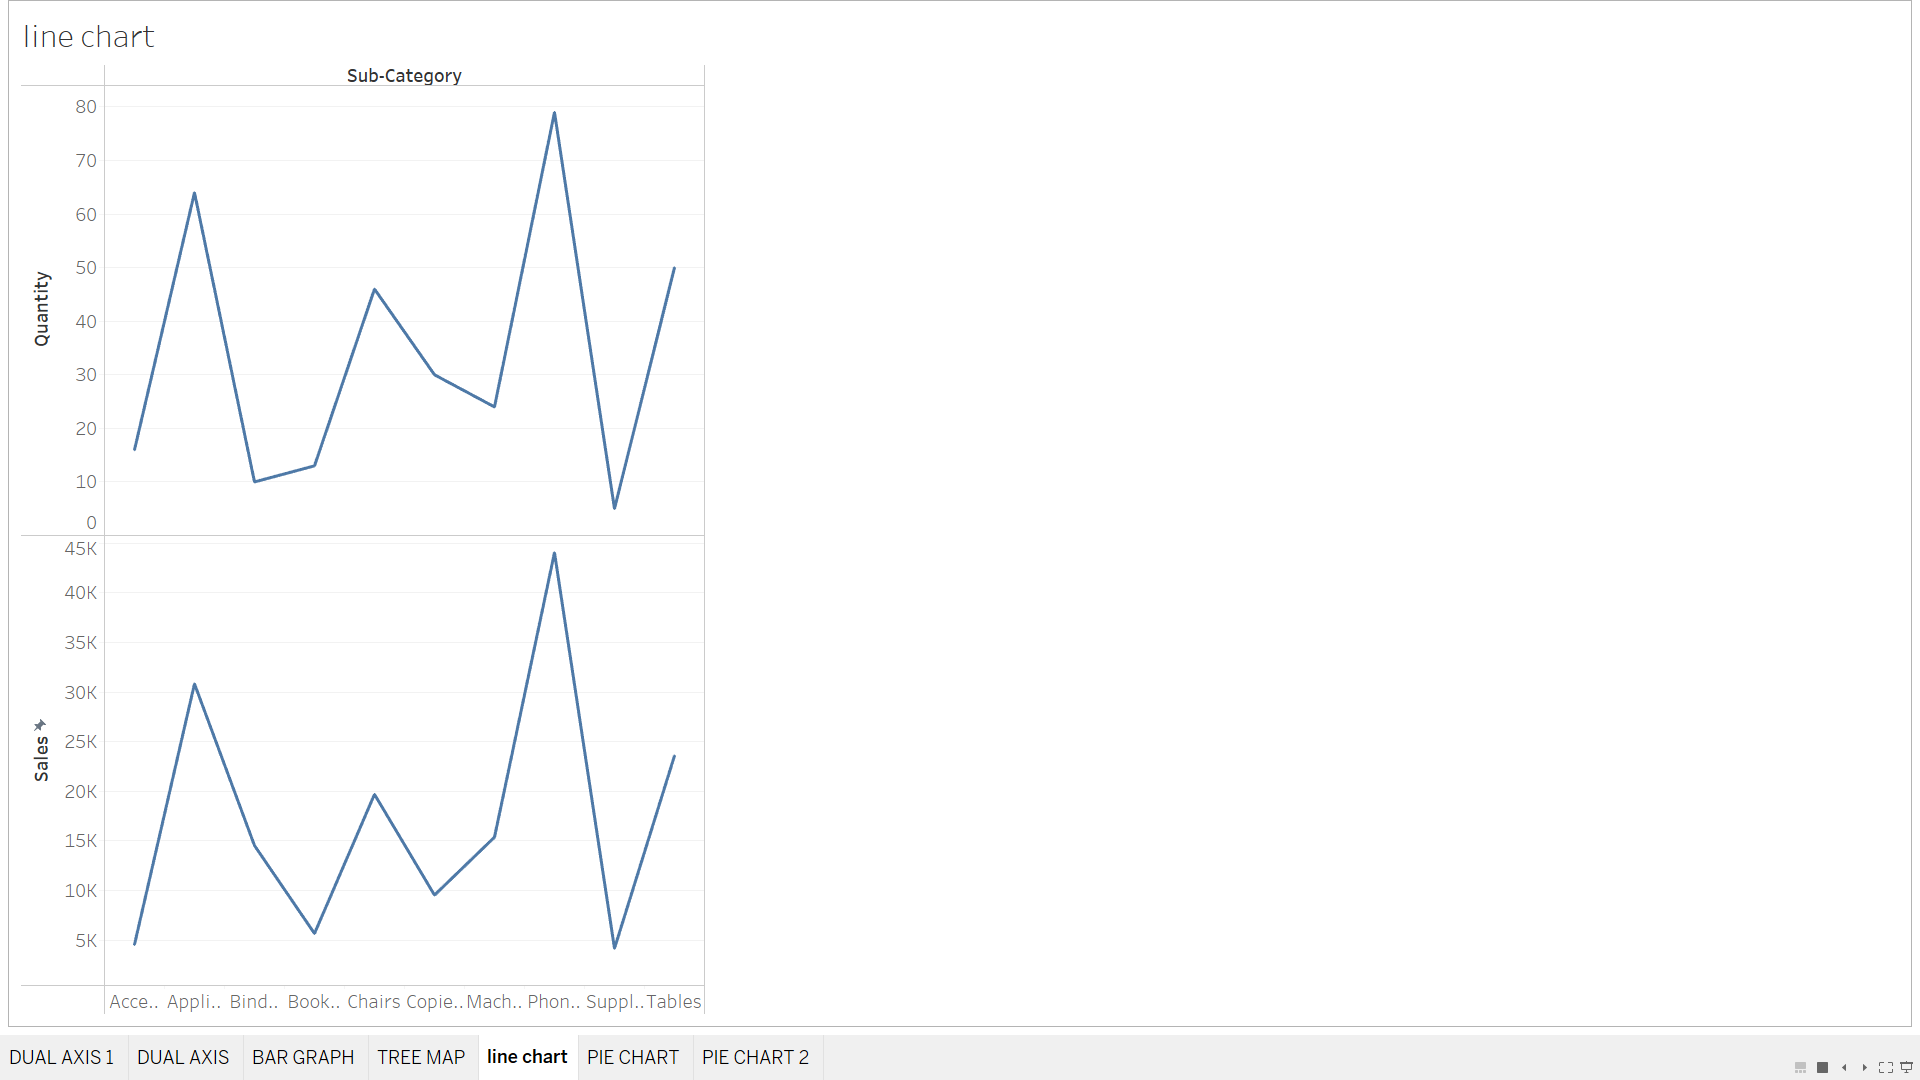 line chart
Sub-Category
80
70
60
50
40
30
20
10
0
Quantity
45K
40K
35K
30K
25K
20K
15K
10K
5K
Sales
Acce.. Appli.. Bind.. Book.. Chairs Copie.. Mach.. Phon.. Suppl.. Tables
DUAL AXIS 1 DUAL AXIS BAR GRAPH TREE MAP line chart PIE CHART PIE CHART 2